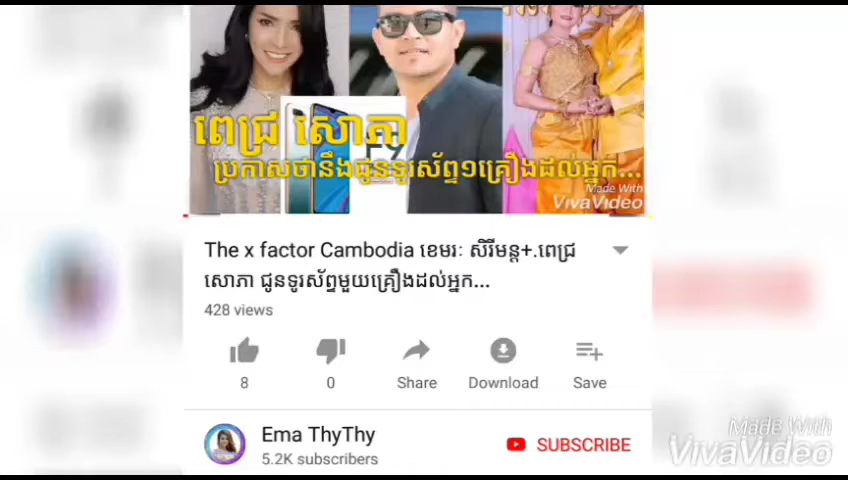 ពេជ្រ សោភា
ប្រកាសថានឹងជូនទូរស័ព្ទ១គ្រឿងដល់អ្នក...
F9
Made With
VivaVideo
The x factor Cambodia ខេមរៈ សិរីមន្ត+.ពេជ្រ
សោភា ជូនទូរស័ព្ទមួយគ្រឿងដល់អ្នក...
428 views
8
0
Share
Download
Save
Ema ThyThy
5.2K subscribers
SUBSCRIBE
Made With
VivaVideo